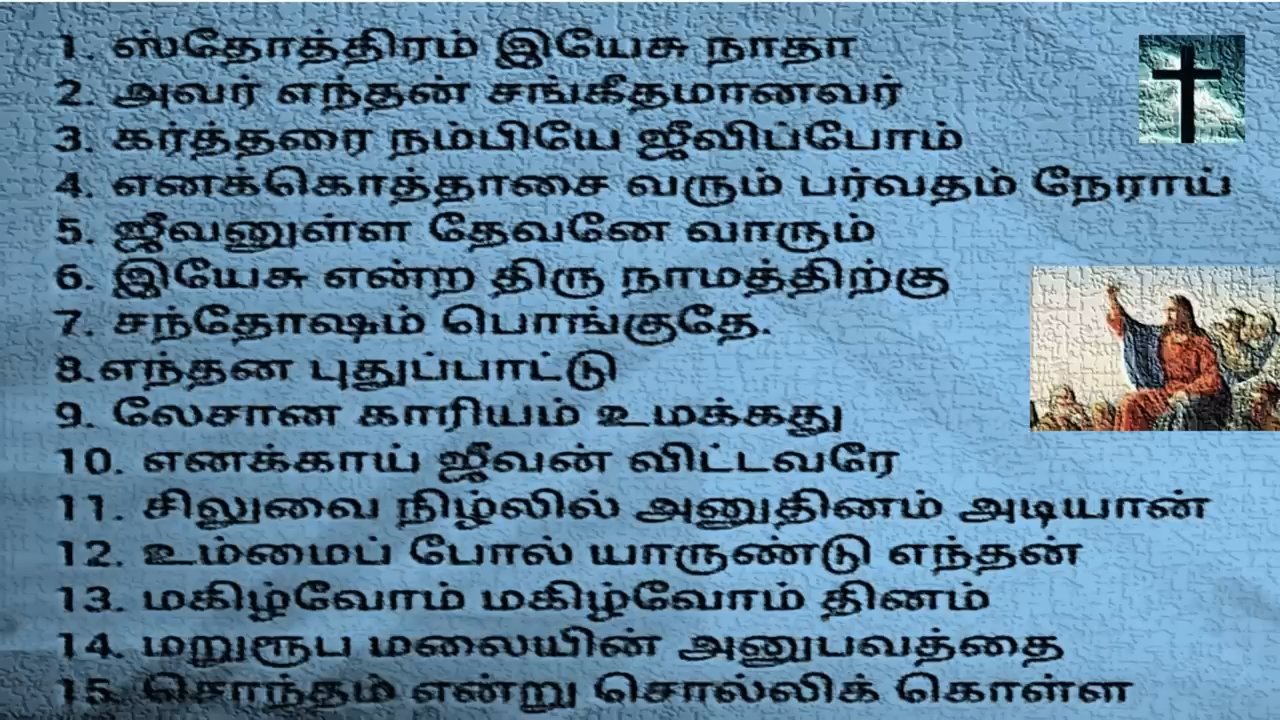 1. ஸ்தோத்திரம் இயேசு நாதா
2. அவர் எந்தன் சங்கீதமானவர்
3. கர்த்தரை நம்பியே ஜீவிப்போம்
4. எனக்கொத்தாசை வரும் பர்வதம் நேராய்
5. ஜீவனுள்ள தேவனே வாரும்
6. இயேசு என்ற திரு நாமத்திற்கு
7. சந்தோஷம் பொங்குதே.
8.எந்தன புதுப்பாட்டு
9. லேசான காரியம் உமக்கது
10. எனக்காய் ஜீவன் விட்டவரே
11. சிலுவை நிழ்லில் அனுதினம் அடியான்
12. உம்மைப் போல் யாருண்டு எந்தன்
13. மகிழ்வோம் மகிழ்வோம் தினம்
14. மறுரூப மலையின் அனுபவத்தை
15. சொந்தம் என்று சொல்லிக் கொள்ள